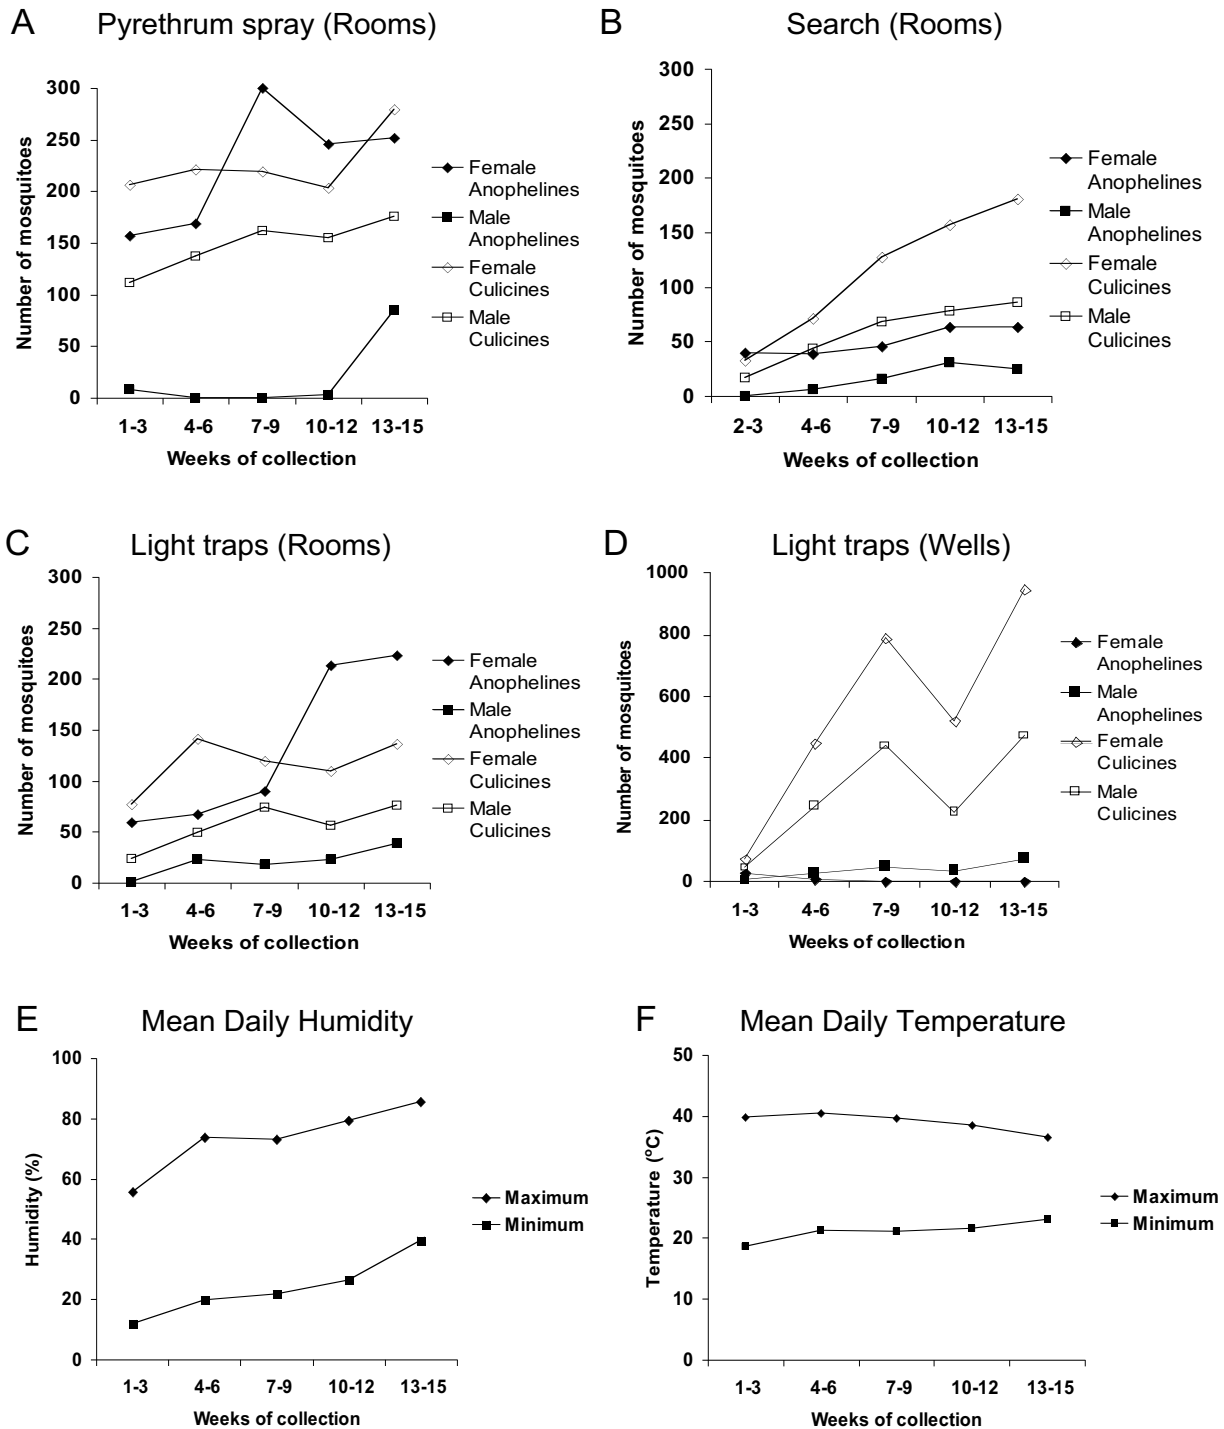 A
Pyrethrum spray (Rooms)
300
250
200
150
100
50
0
Number of mosquitoes
1-3
4-6
7-9
10-12
13-15
Weeks of collection
Female
Anophelines
Male
Anophelines
Female
Culicines
Male
Culicines
B
Search (Rooms)
300
250
200
150
100
50
0
Number of mosquitoes
2-3
4-6
7-9
10-12
13-15
Weeks of collection
Female
Anophelines
Male
Anophelines
Female
Culicines
Male
Culicines
C
Light traps (Rooms)
300
250
200
150
100
50
0
Number of mosquitoes
1-3
4-6
7-9
10-12
13-15
Weeks of collection
Female
Anophelines
Male
Anophelines
Female
Culicines
Male
Culicines
D
Light traps (Wells)
1000
800
600
400
200
0
Number of mosquitoes
1-3
4-6
7-9
10-12
13-15
Weeks of collection
Female
Anophelines
Male
Anophelines
Female
Culicines
Male
Culicines
E
Mean Daily Humidity
100
80
60
40
20
0
Humidity (%)
1-3
4-6
7-9
10-12
13-15
Weeks of collection
Maximum
Minimum
F
Mean Daily Temperature
50
40
30
20
10
0
Temperature (°C)
1-3
4-6
7-9
10-12
13-15
Weeks of collection
Maximum
Minimum